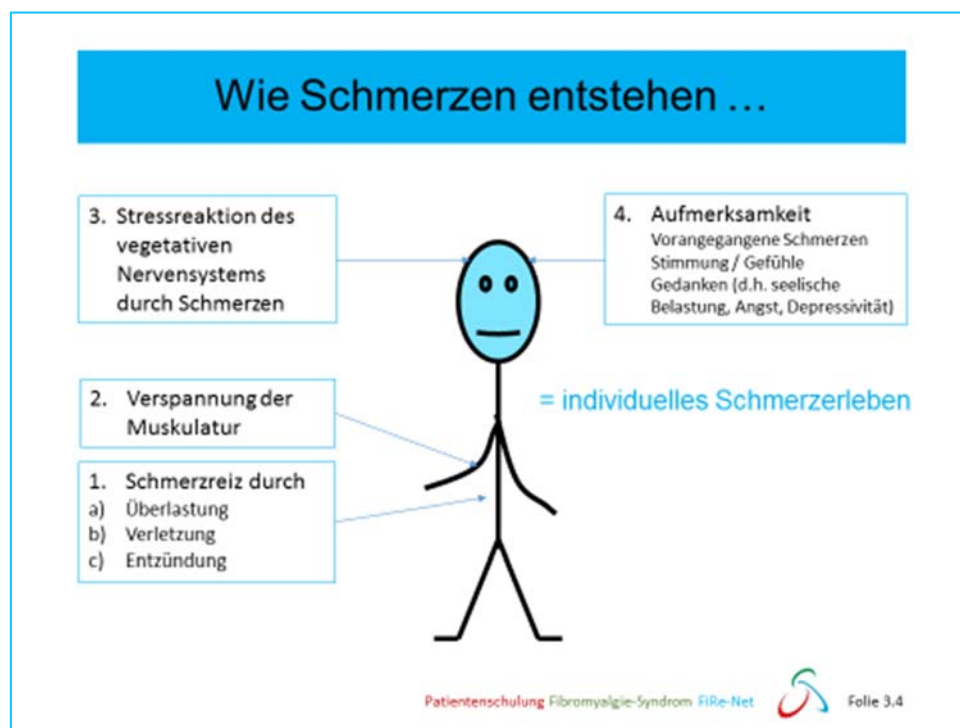 Wie Schmerzen entstehen ...
3. Stressreaktion des
vegetativen
Nervensystems
durch Schmerzen
4. Aufmerksamkeit
Vorangegangene Schmerzen
Stimmung / Gefühle
Gedanken (d.h. seelische
Belastung, Angst, Depressivität)
2. Verspannung der
Muskulatur
= individuelles Schmerzerleben
1. Schmerzreiz durch
a) Überlastung
b) Verletzung
c) Entzündung
Patientenschulung Fibromyalgie-Syndrom FiRe-Net
Folie 3.4